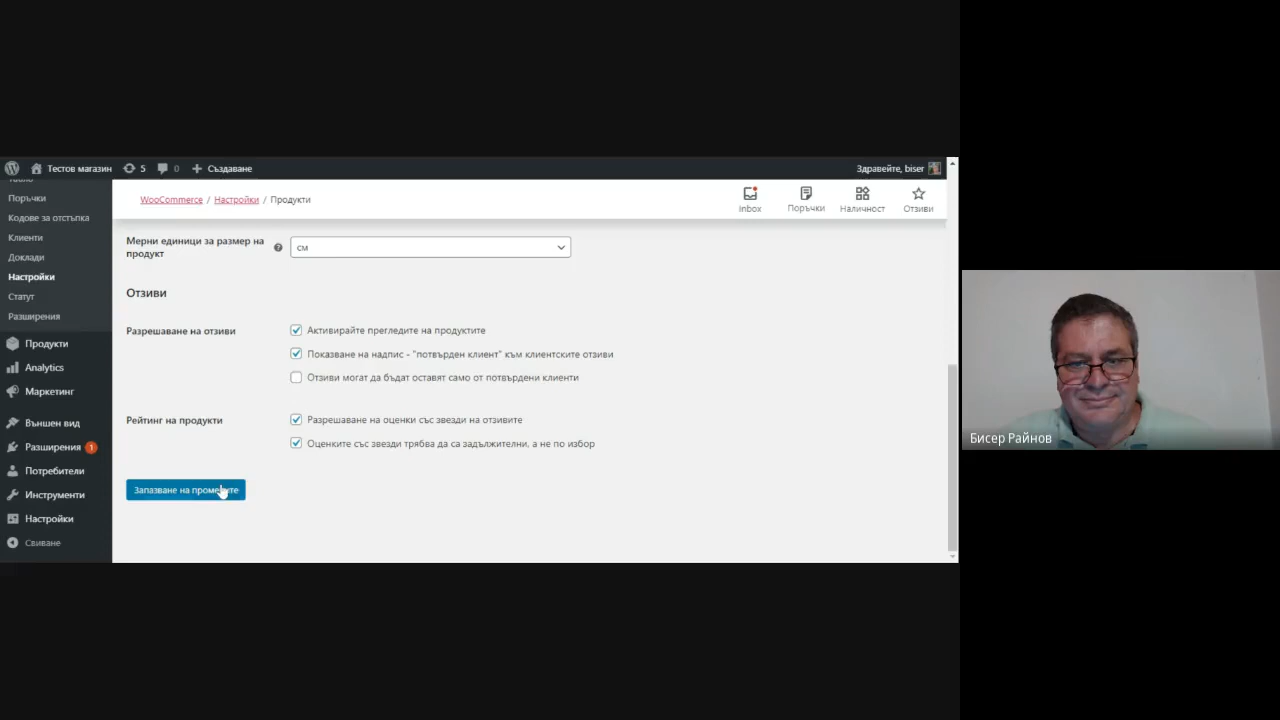 Тестов магазин 5 0 Създаване Здравейте, biser
Поръчки
Кодове за отстъпка
Клиенти
Доклади
Настройки
Статут
Разширения
Продукти
Analytics
Маркетинг
Външен вид
Разширения 1
Потребители
Инструменти
Настройки
Свиване
WooCommerce / Настройки / Продукти
Inbox Поръчки Наличност Отзиви
Мерни единици за размер на
продукт
см
Отзиви
Разрешаване на отзиви
Активирайте прегледите на продуктите
Показване на надпис - "потвърден клиент" към клиентските отзиви
Отзиви могат да бъдат оставят само от потвърдени клиенти
Рейтинг на продукти
Разрешаване на оценки със звезди на отзивите
Оценките със звезди трябва да са задължителни, а не по избор
Запазване на промените
Бисер Райнов